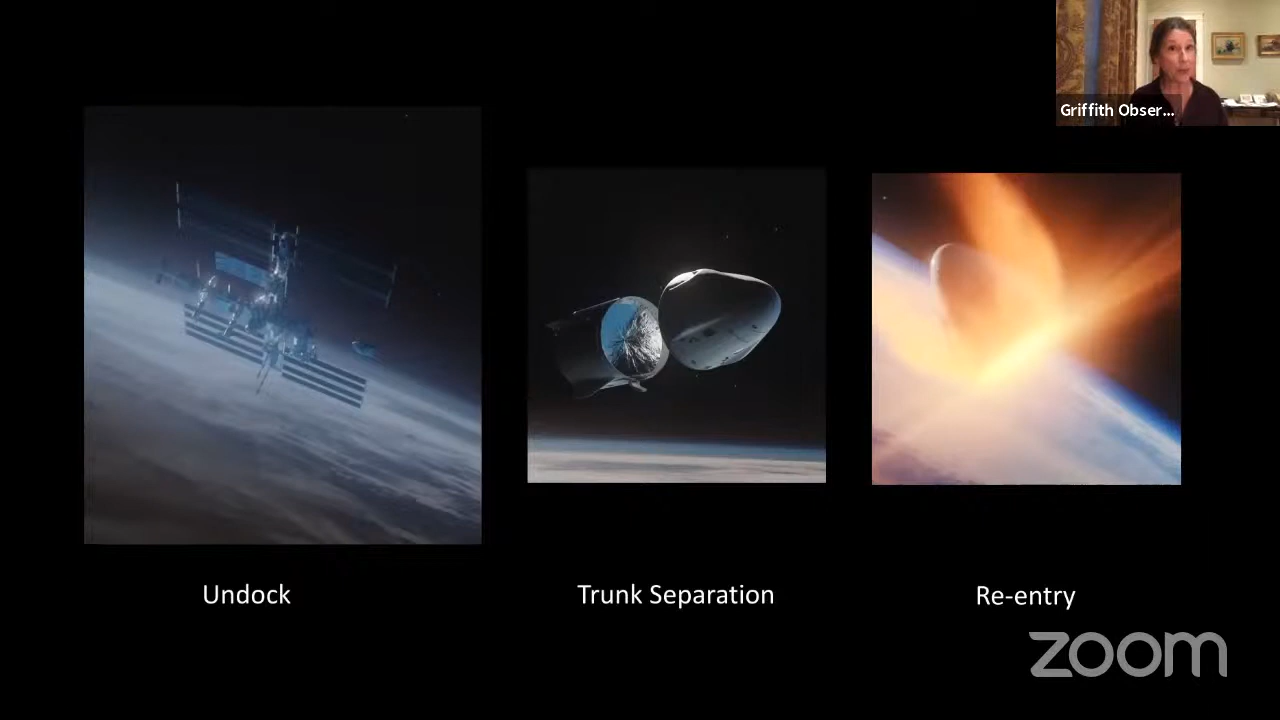 Griffith Obser...
Undock
Trunk Separation
Re-entry
zoom